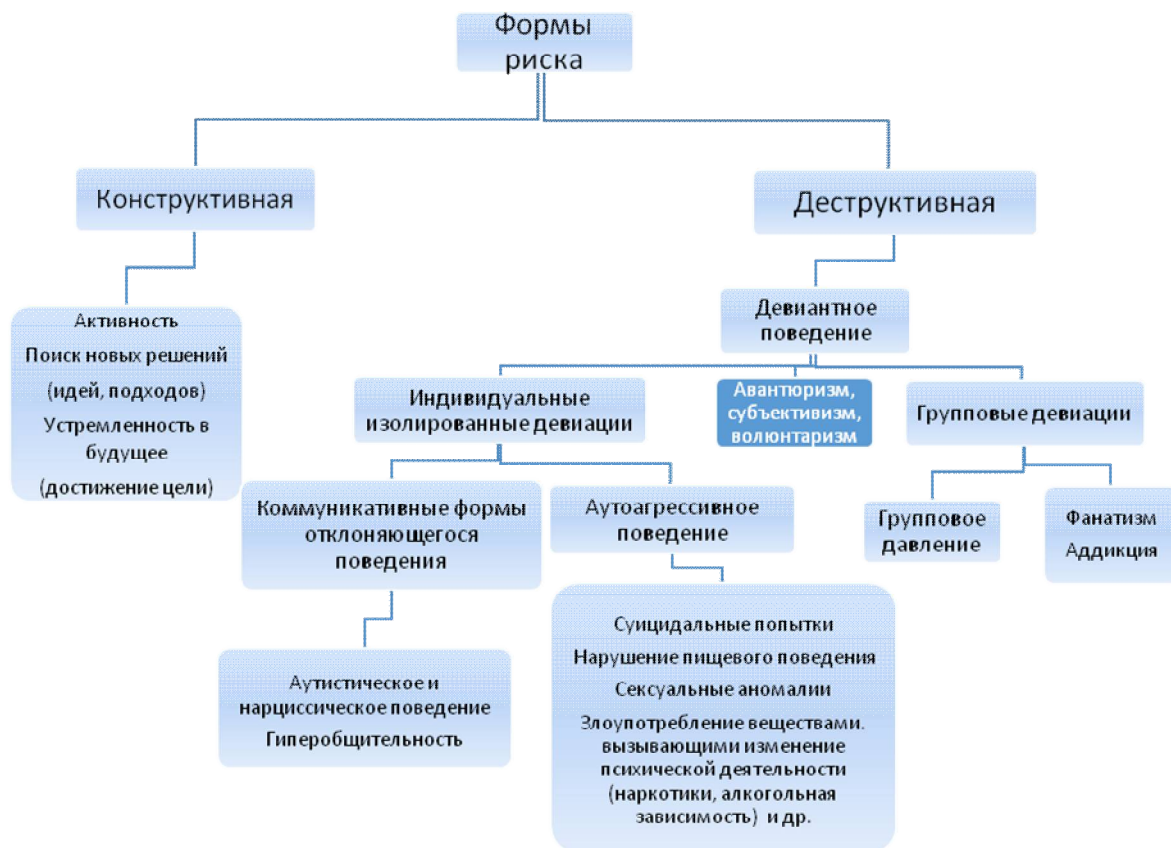 Формы
риска
Конструктивная
Деструктивная
Активность
Поиск новых решений
(идей, подходов)
Устремленность в
будущее
(достижение цели)
Девиантное
поведение
Индивидуальные
изолированные девиации
Авантюризм,
субъективизм,
волюнтаризм
Групповые девиации
Коммуникативные формы
отклоняющегося
поведения
Аутоагрессивное
поведение
Групповое
давление
Фанатизм
Аддикция
Аутистическое и
нарциссическое поведение
Гиперобщительность
Суицидальные попытки
Нарушение пищевого поведения
Сексуальные аномалии
Злоупотребление веществами.
вызывающими изменение
психической деятельности
(наркотики, алкогольная
зависимость) и др.